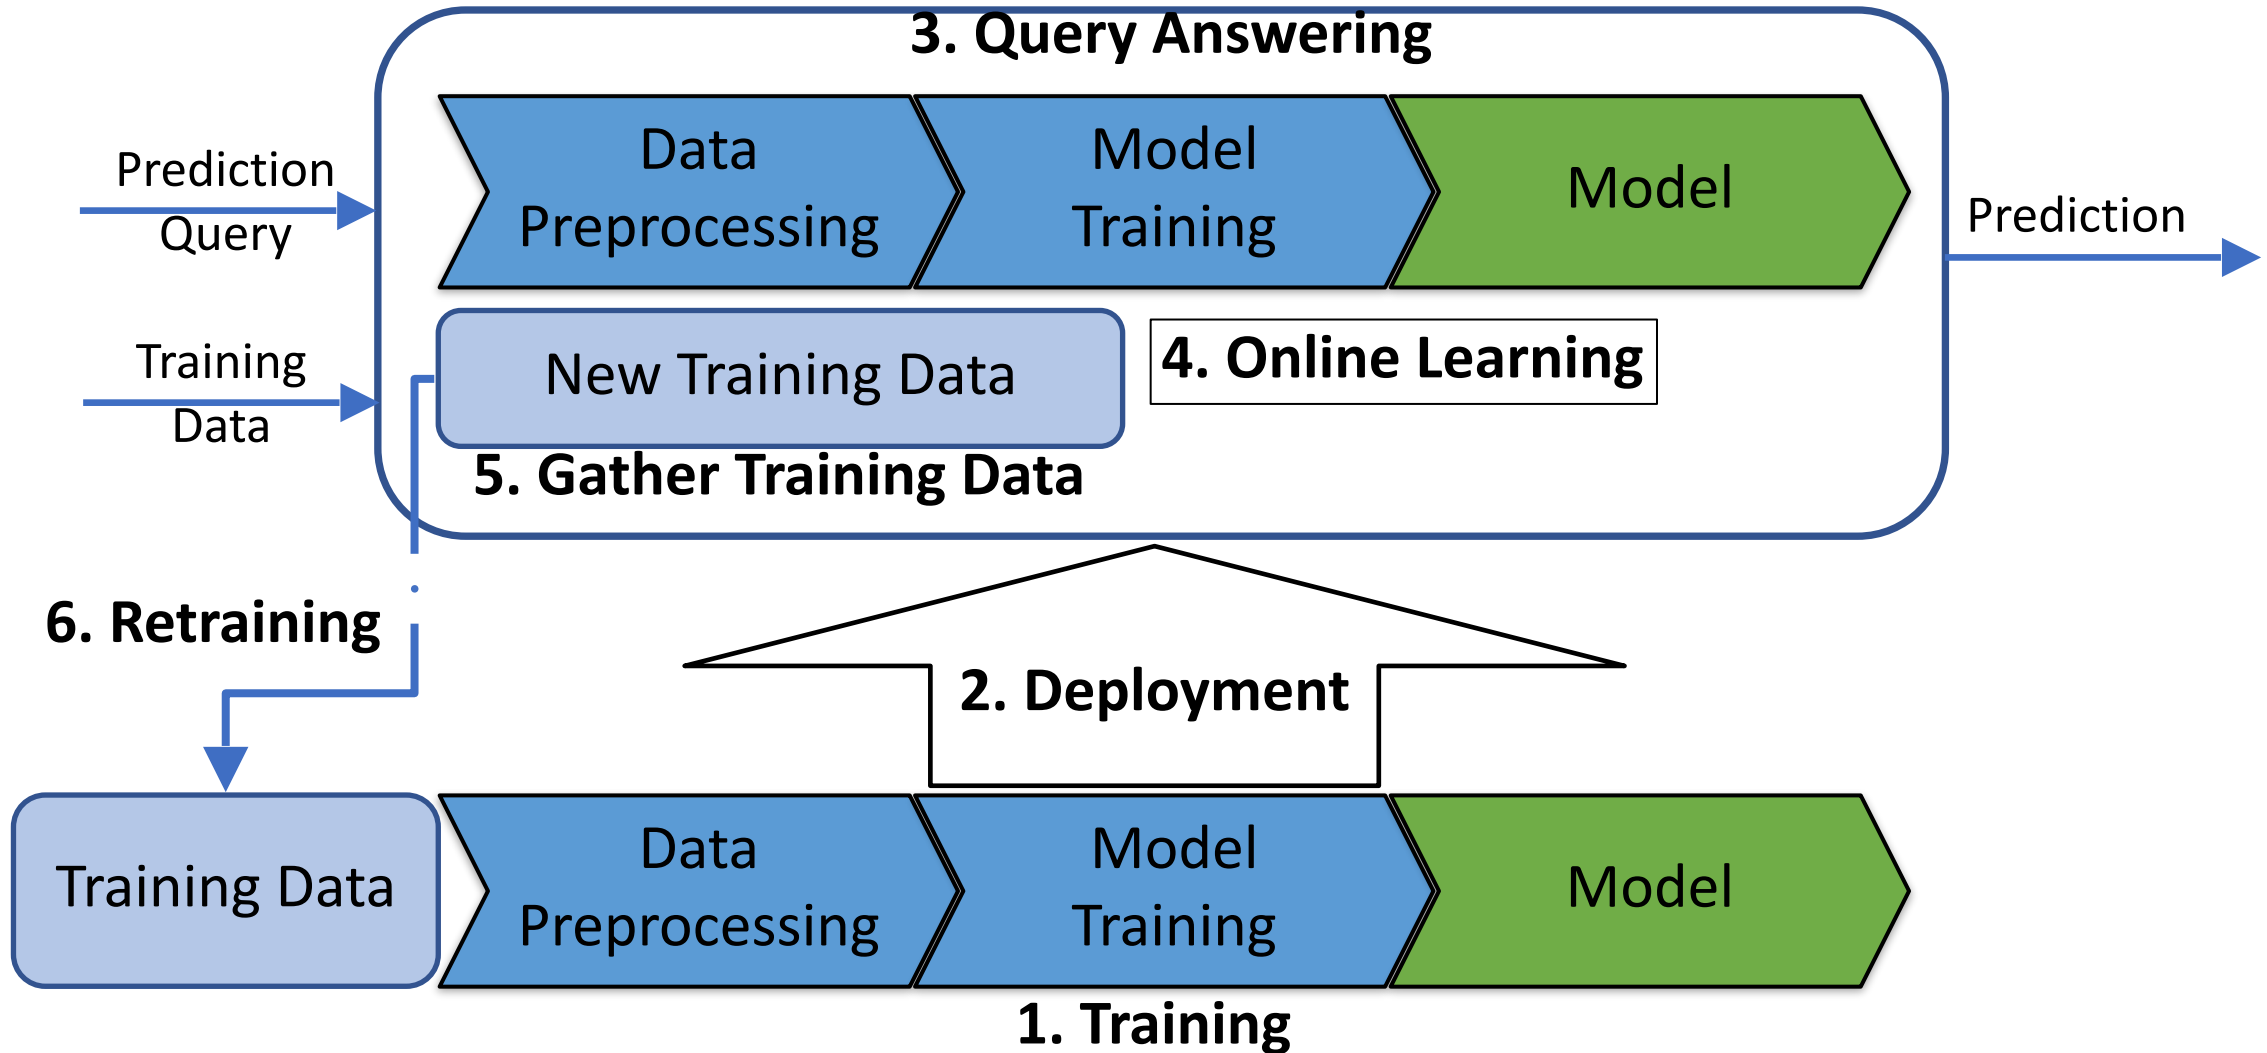 3. Query Answering
Prediction
Query
Data
Preprocessing
Model
Training
Model
Prediction
Training
Data
New Training Data
4. Online Learning
5. Gather Training Data
6. Retraining
2. Deployment
Training Data
Data
Preprocessing
Model
Training
Model
1. Training